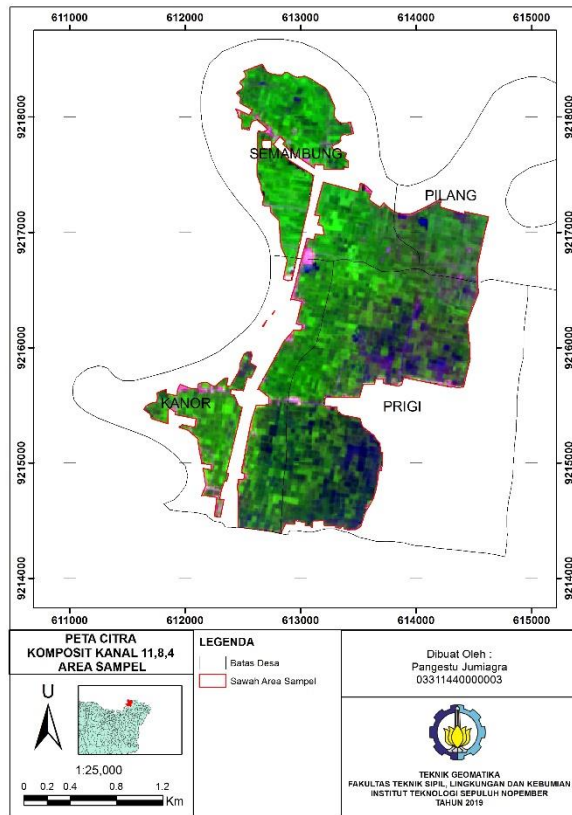 611000 612000 613000 614000 615000
9218000 9218000
SEMAMBUNG
PILANG
9217000 9217000
9216000 9216000
KANOR
PRIGI
9215000 9215000
9214000 9214000
611000 612000 613000 614000 615000
PETA CITRA
KOMPOSIT KANAL 11,8,4
AREA SAMPEL
U
1:25,000
0 0.2 0.4 0.8 1.2
Km
LEGENDA
Batas Desa
Sawah Area Sampel
Dibuat Oleh :
Pangestu Jumiagra
03311440000003
TEKNIK GEOMATIKA
FAKULTAS TEKNIK SIPIL, LINGKUNGAN DAN KEBUMIAN
INSTITUT TEKNOLOGI SEPULUH NOPEMBER
TAHUN 2019